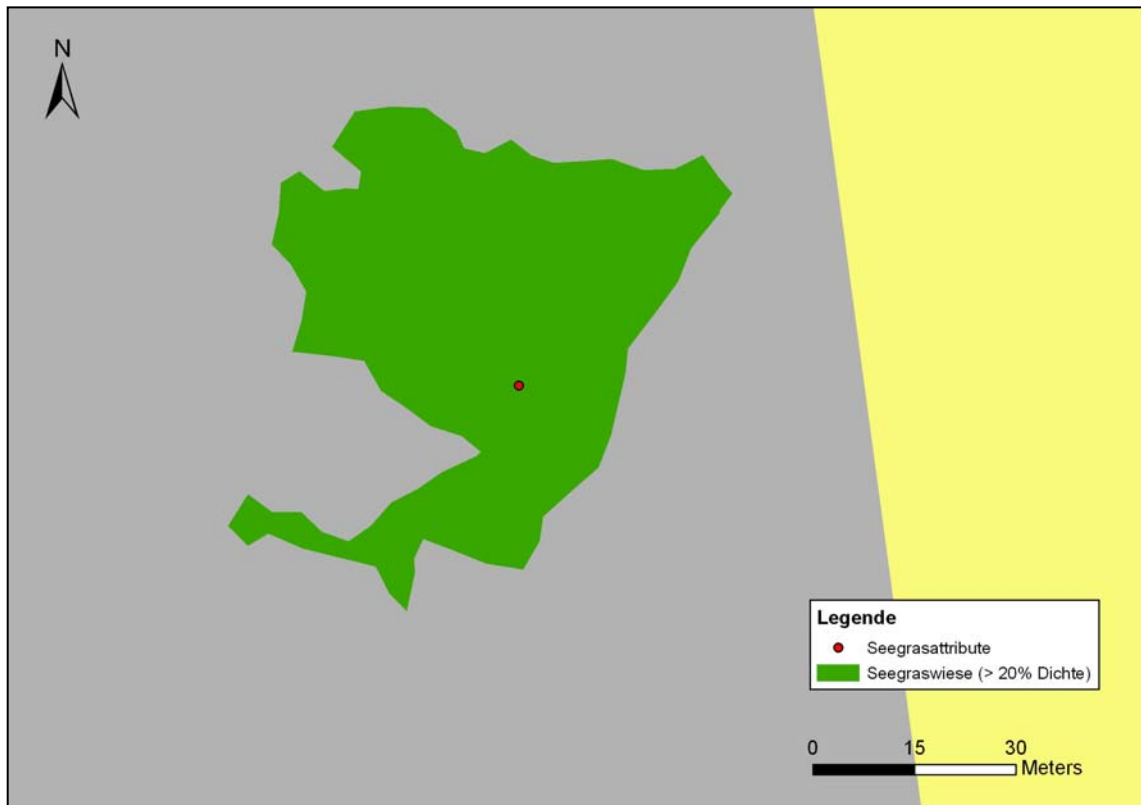 N
Legende
Seegrasattribute
Seegraswiese (> 20% Dichte)
0 15 30
Meters